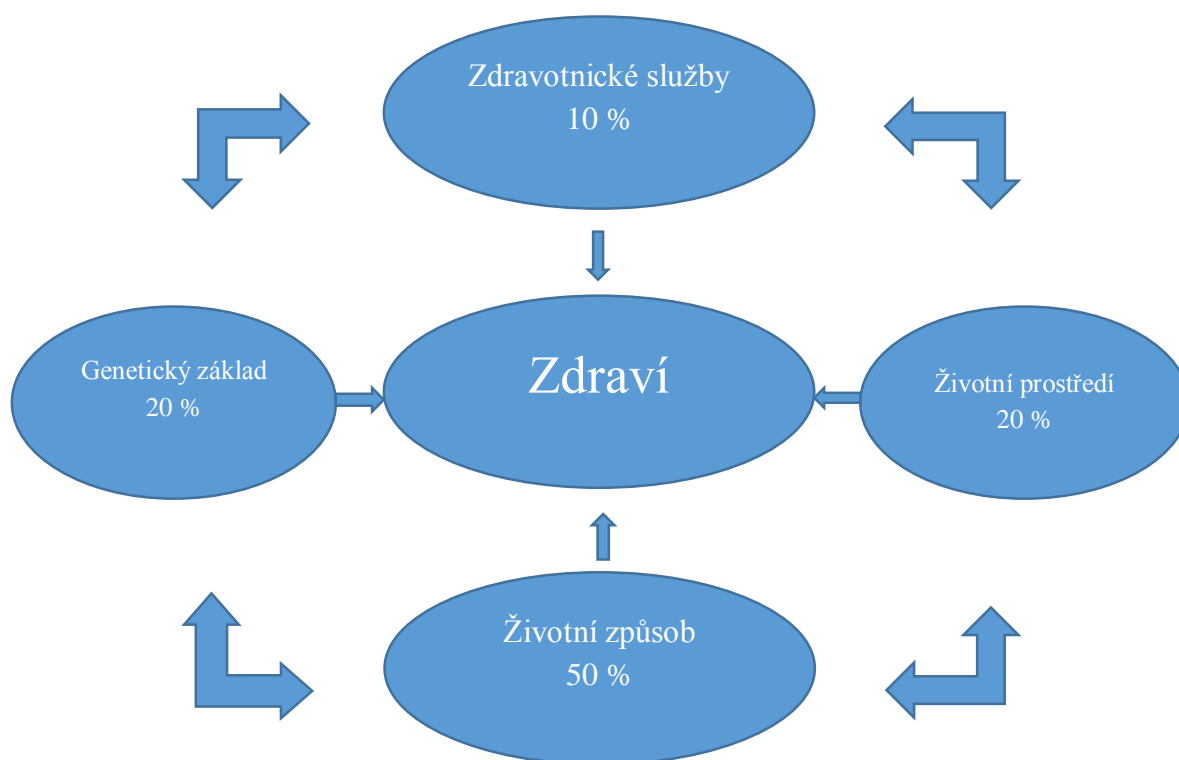 Zdravotnické služby
10 %
Genetický základ
20 %
Zdraví
Životní prostředí
20 %
Životní způsob
50 %